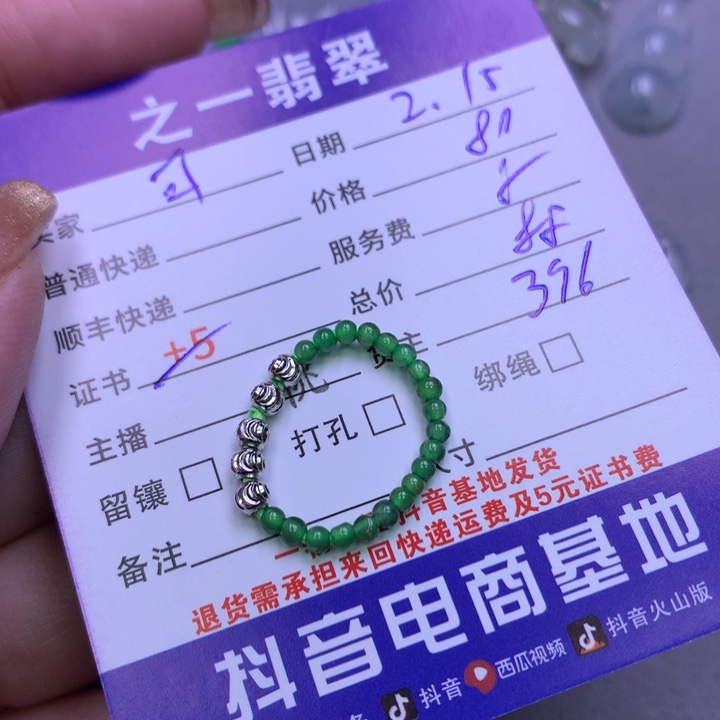 之一翡翠
日期 2.15
买家
价格
普通快递
服务费
顺丰快递
总价 396
证书 +5
货主
主播
绑绳
打孔
留镶
尺寸
备注
抖音基地发货
退货需承担来回快递运费及5元证书费
抖音电商基地
抖音 西瓜视频 抖音火山版